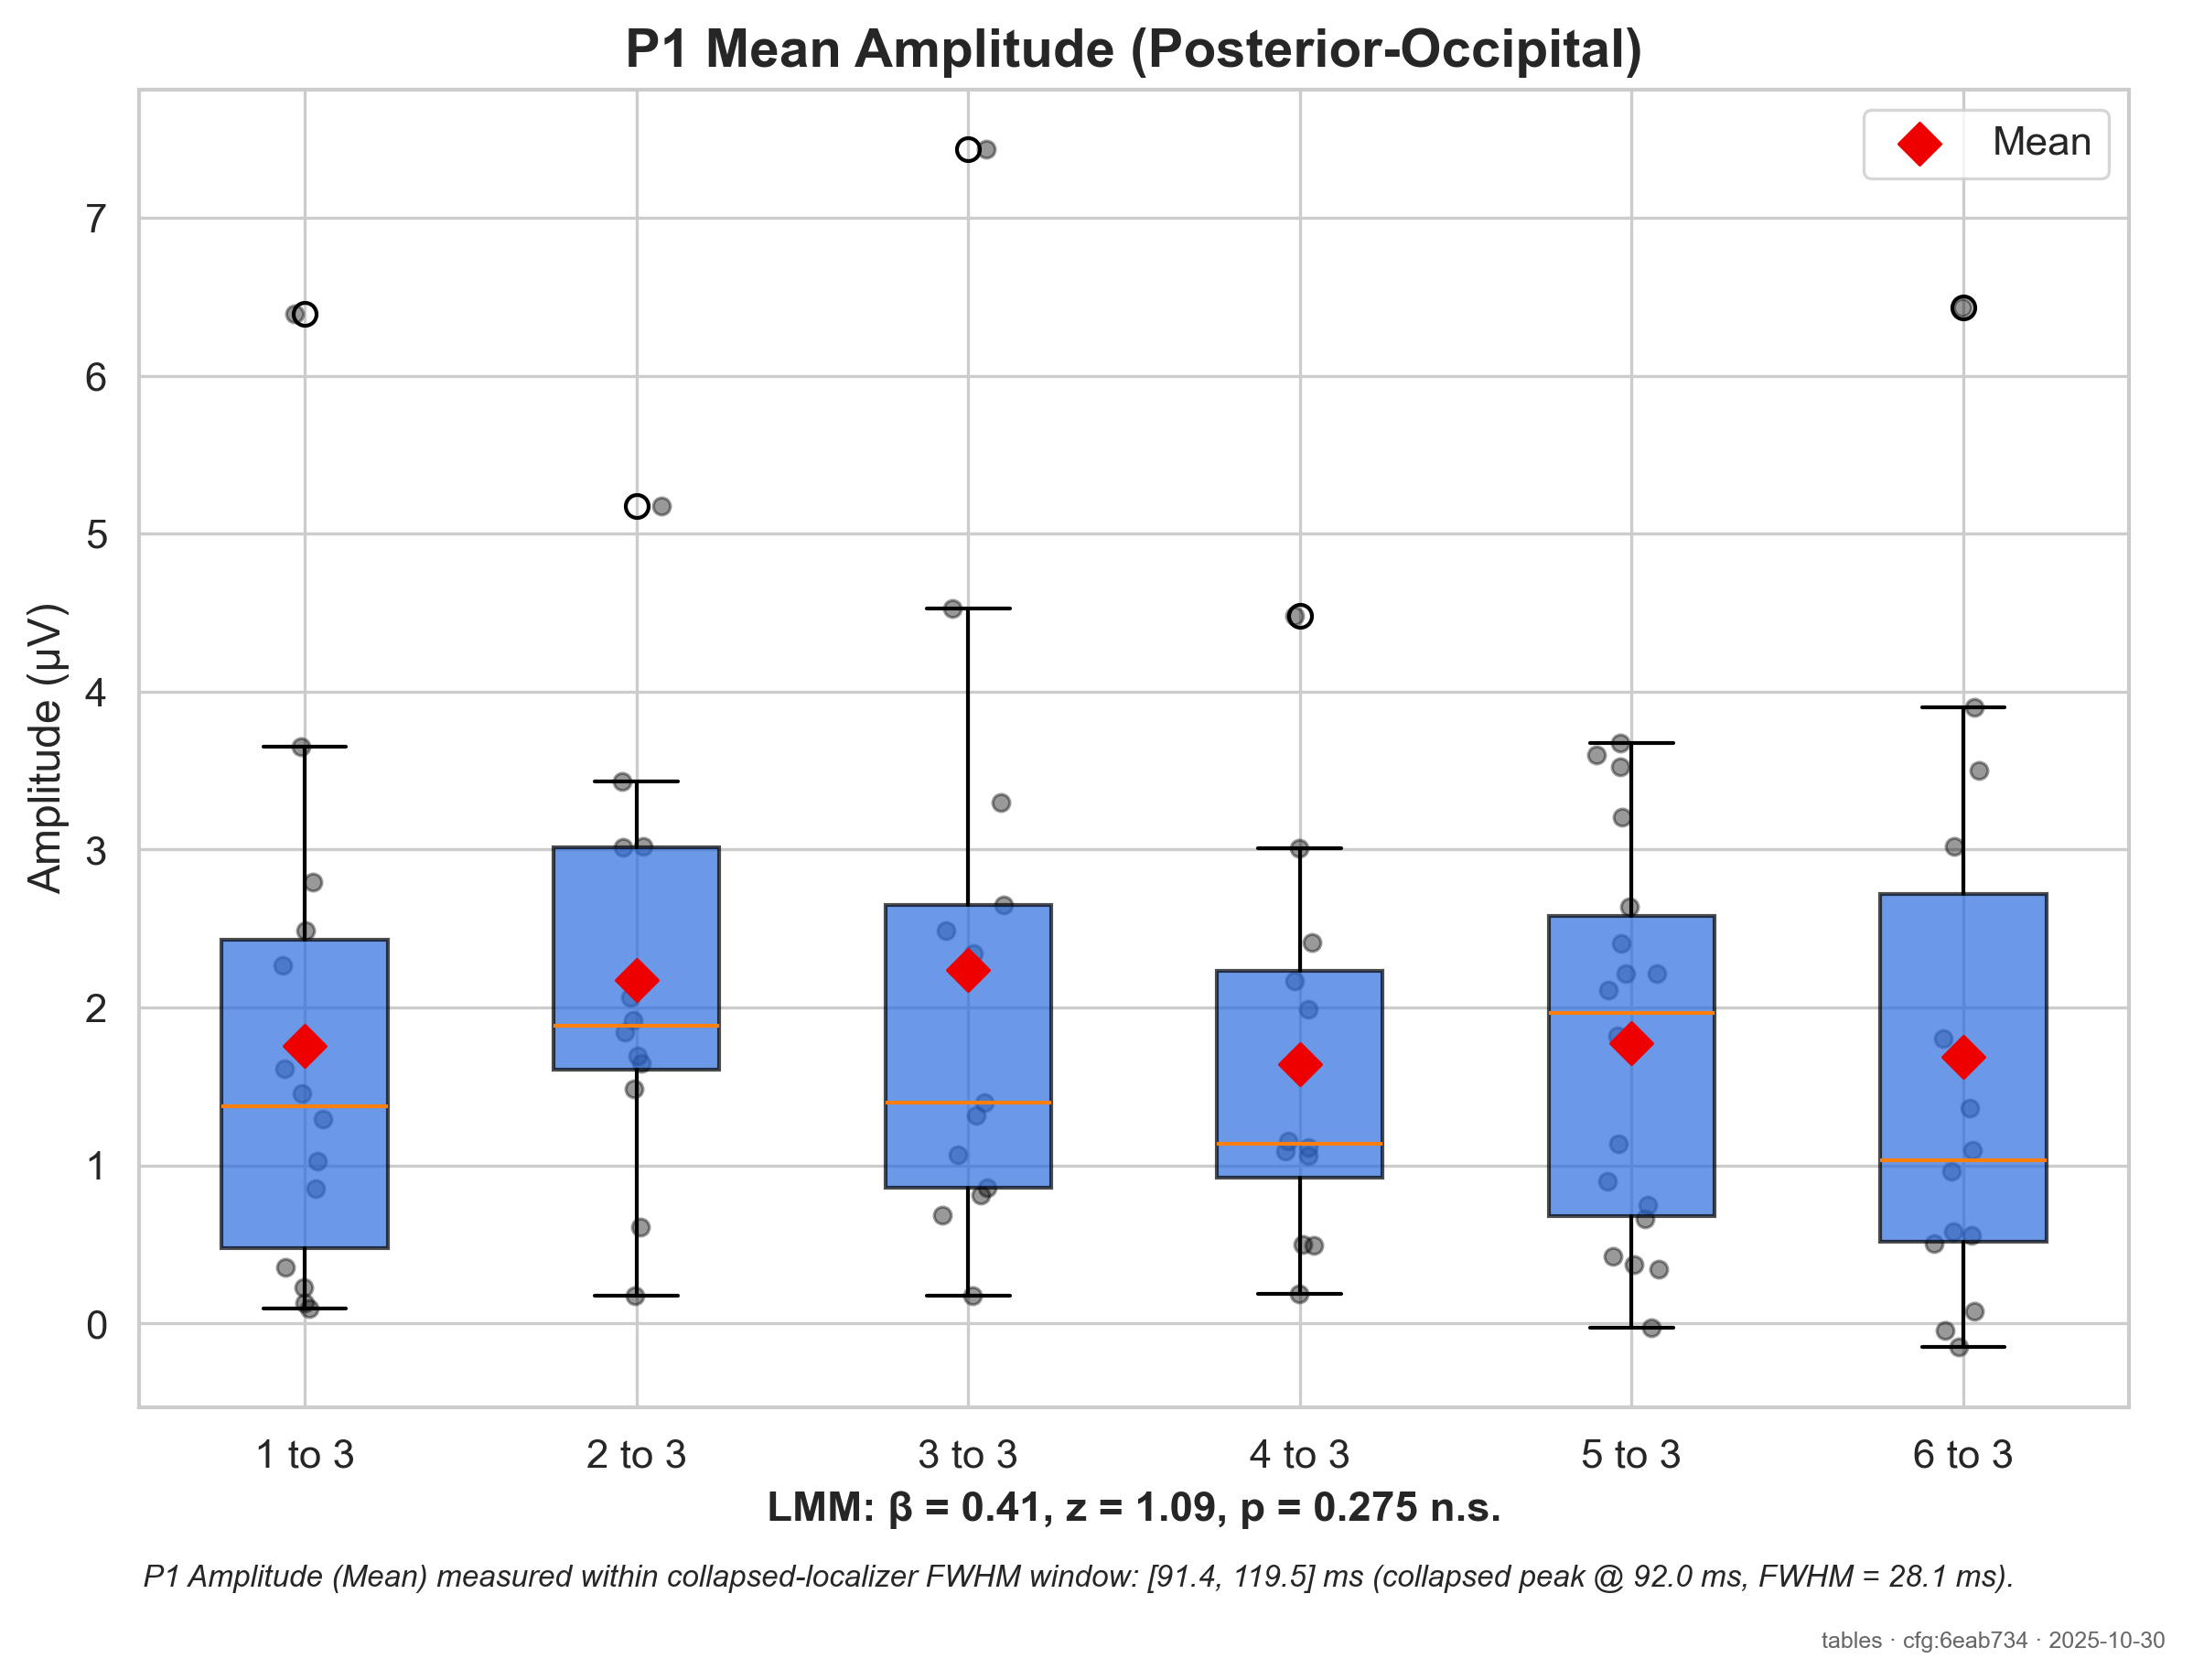 P1 Mean Amplitude (Posterior-Occipital)
Mean
Amplitude (µV)
7
6
5
4
3
2
1
0
1 to 3
2 to 3
3 to 3
4 to 3
5 to 3
6 to 3
LMM: β = 0.41, z = 1.09, p = 0.275 n.s.
P1 Amplitude (Mean) measured within collapsed-localizer FWHM window: [91.4, 119.5] ms (collapsed peak @ 92.0 ms, FWHM = 28.1 ms).
tables · cfg:6eab734 · 2025-10-30